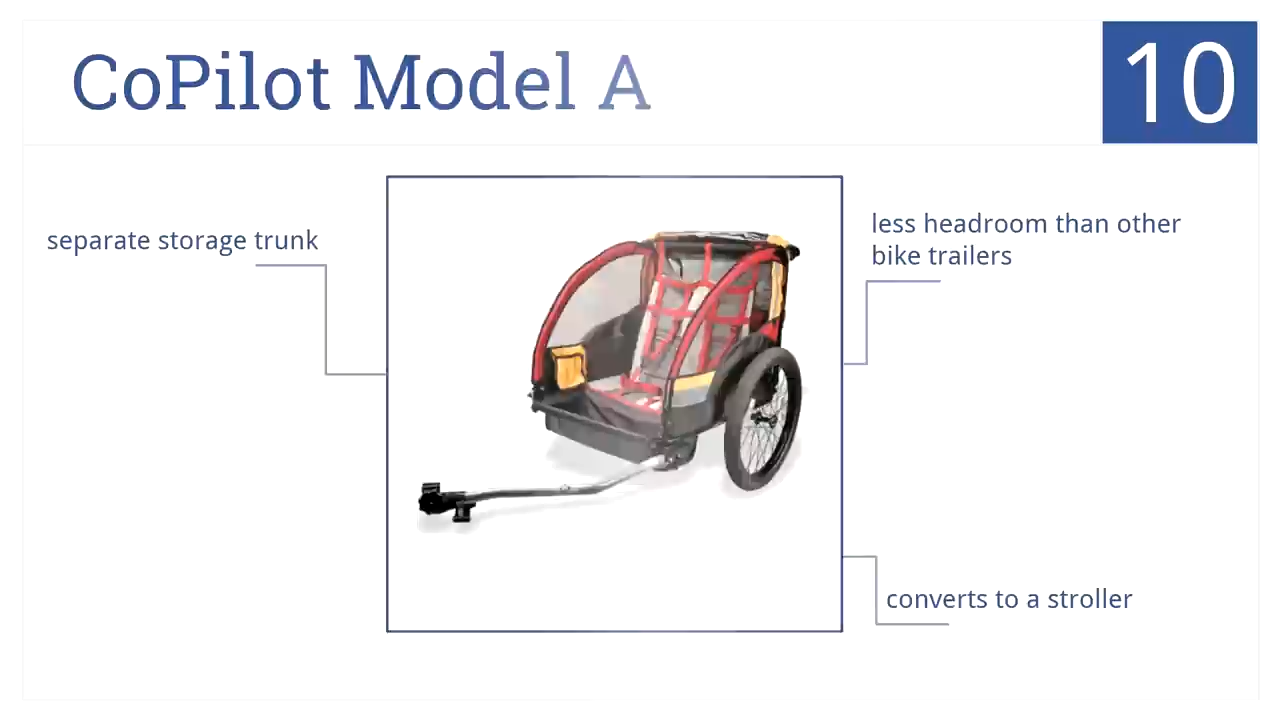 CoPilot Model A
10
separate storage trunk
less headroom than other
bike trailers
converts to a stroller